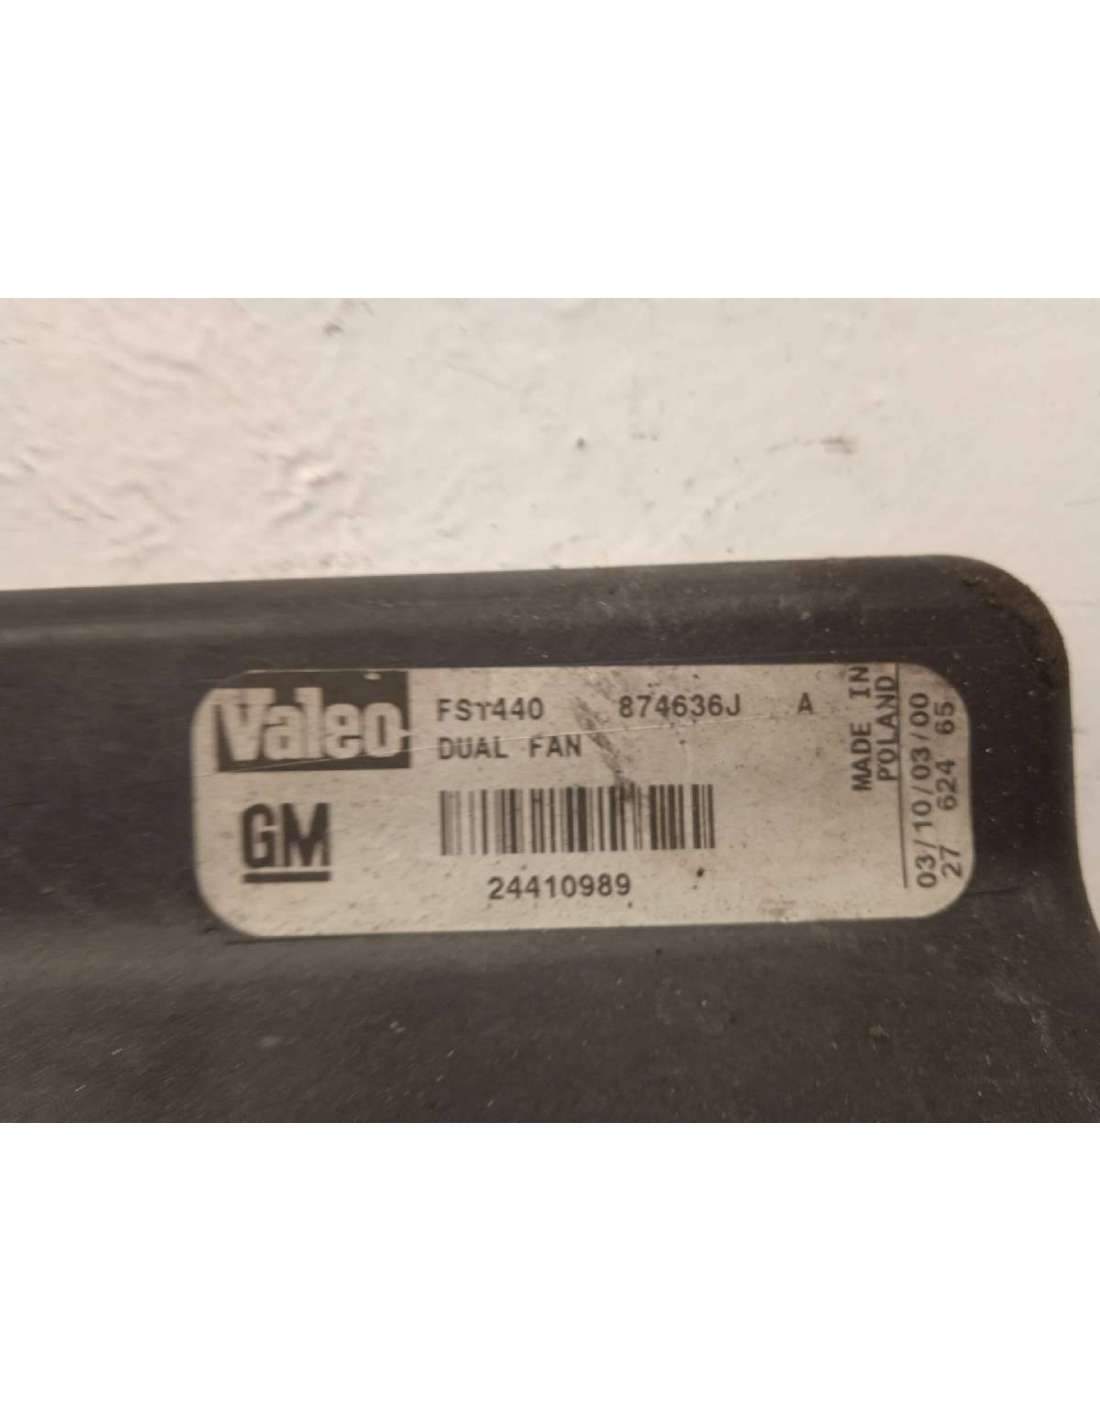 Valeo
FST440 874636J A
DUAL FAN
GM
24410989
MADE IN
POLAND
03/10/03/00
27 624 65